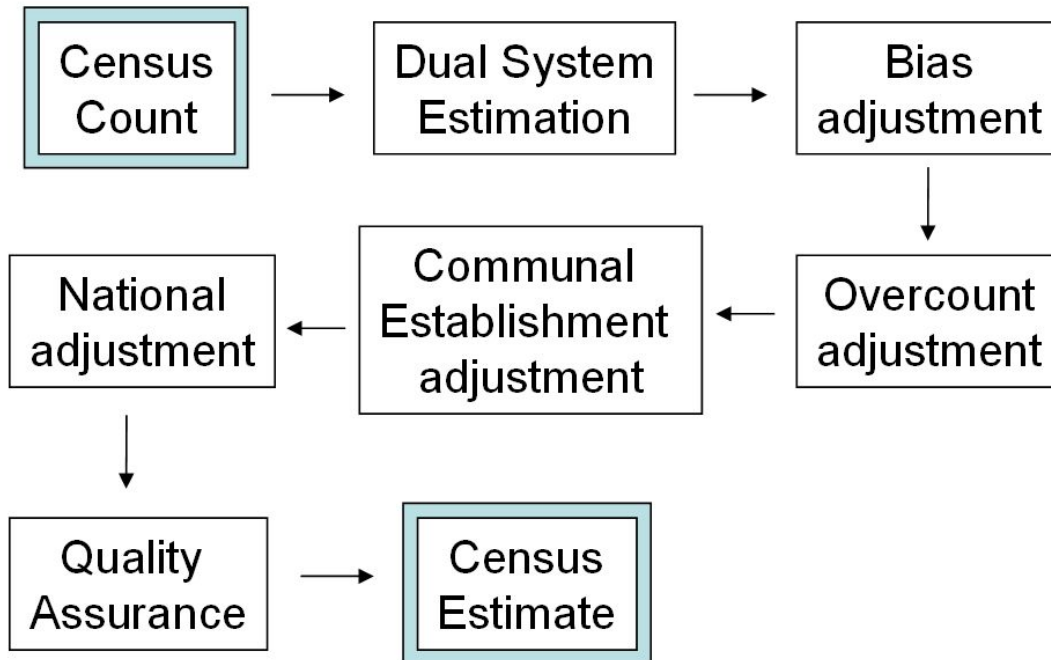 Census
Count
Dual System
Estimation
Bias
adjustment
Overcount
adjustment
Communal
Establishment
adjustment
National
adjustment
Quality
Assurance
Census
Estimate